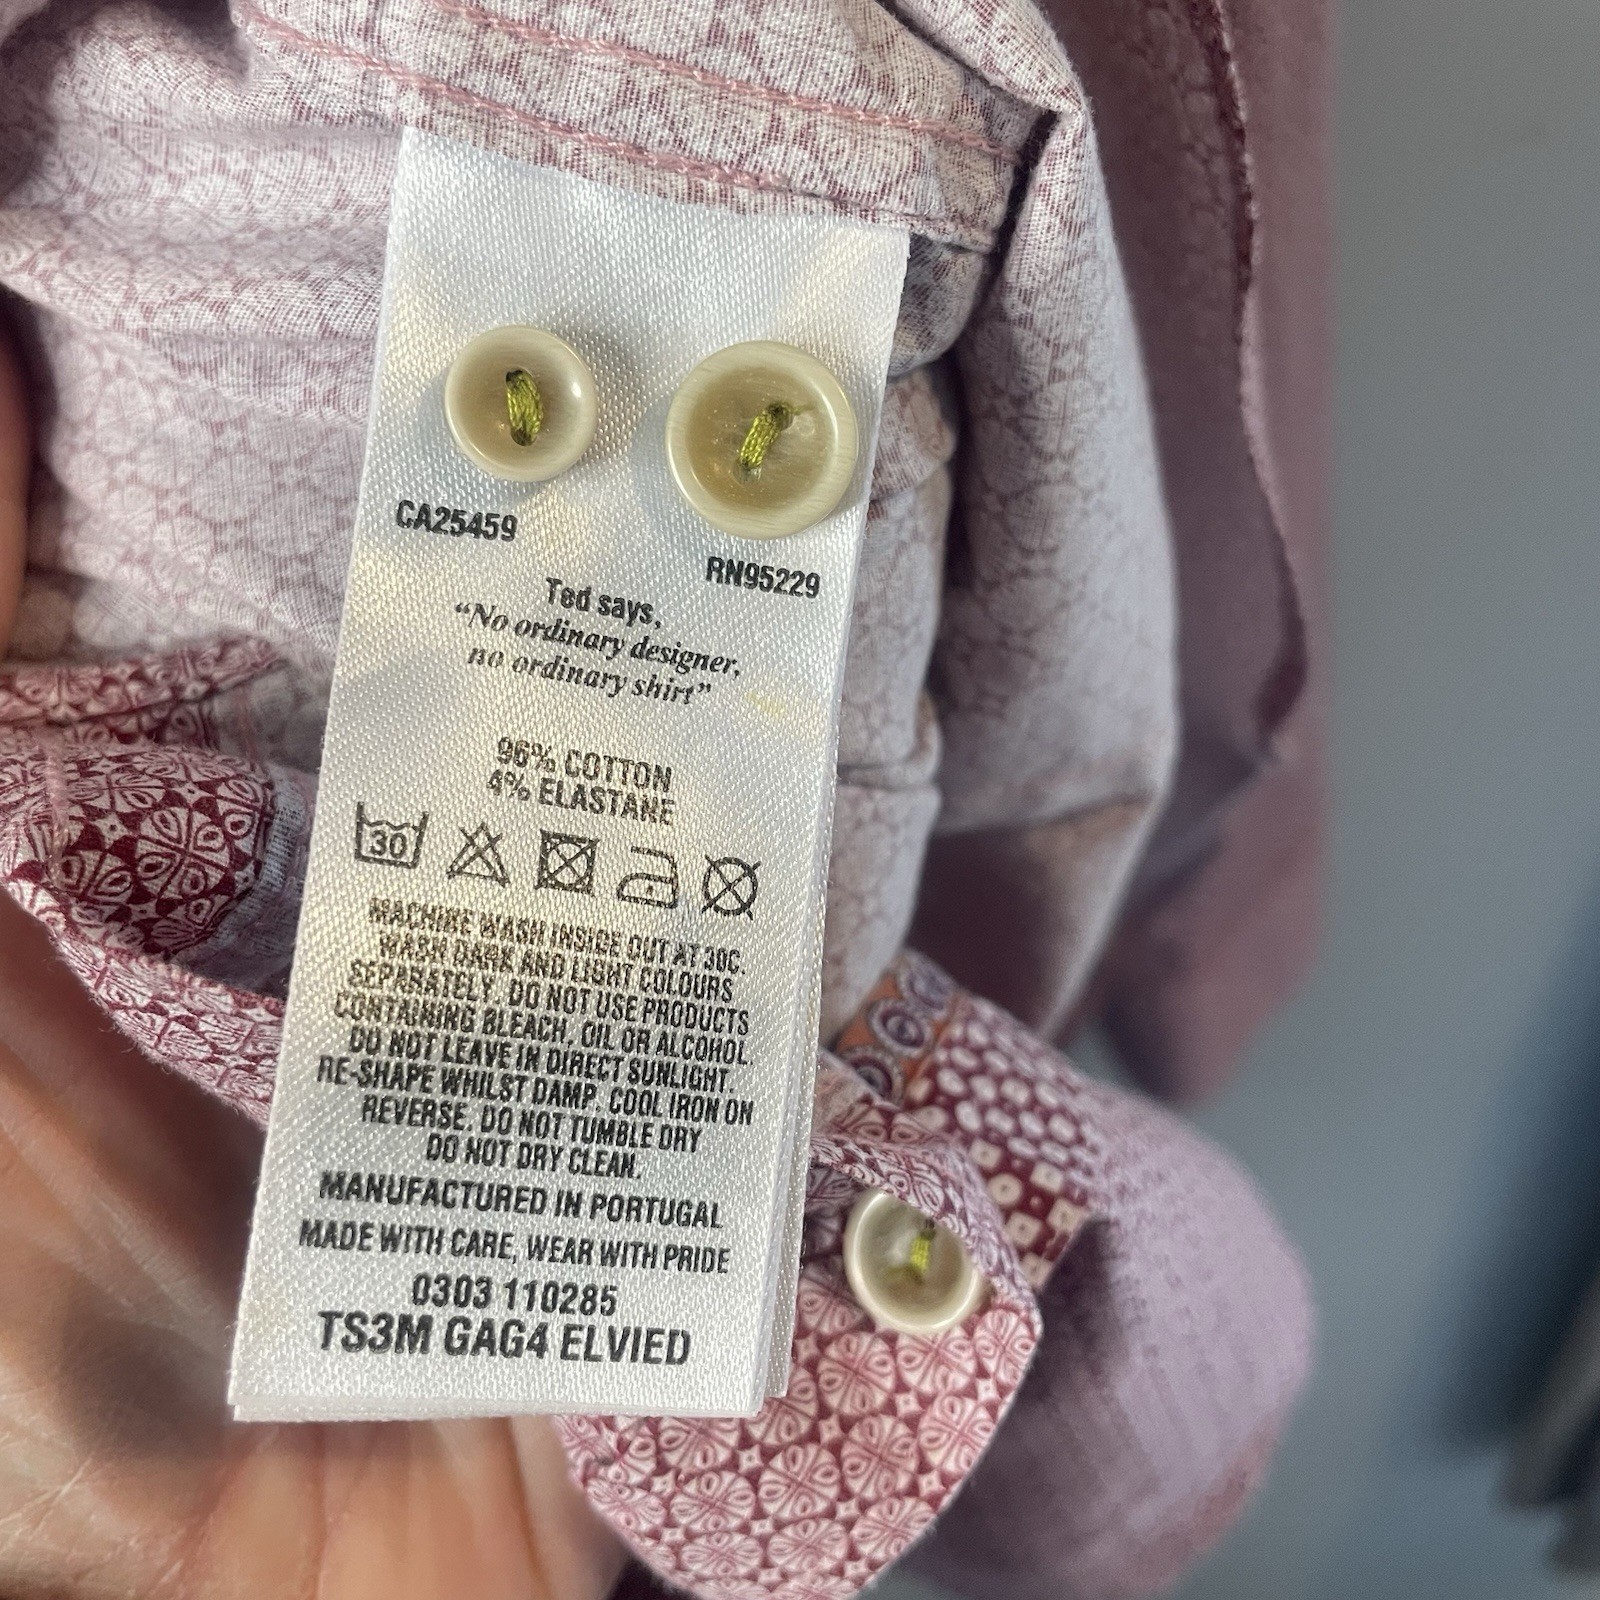 CA25459
RN95229
Ted says,
“No ordinary designer,
no ordinary shirt”
96% COTTON
4% ELASTANE
30
MACHINE WASH INSIDE OUT AT 30C.
WASH DARK AND LIGHT COLOURS
SEPARATELY. DO NOT USE PRODUCTS
CONTAINING BLEACH, OIL OR ALCOHOL.
DO NOT LEAVE IN DIRECT SUNLIGHT.
RE-SHAPE WHILST DAMP. COOL IRON ON
REVERSE. DO NOT TUMBLE DRY
DO NOT DRY CLEAN.
MANUFACTURED IN PORTUGAL
MADE WITH CARE, WEAR WITH PRIDE
0303 110285
TS3M GAG4 ELVIED